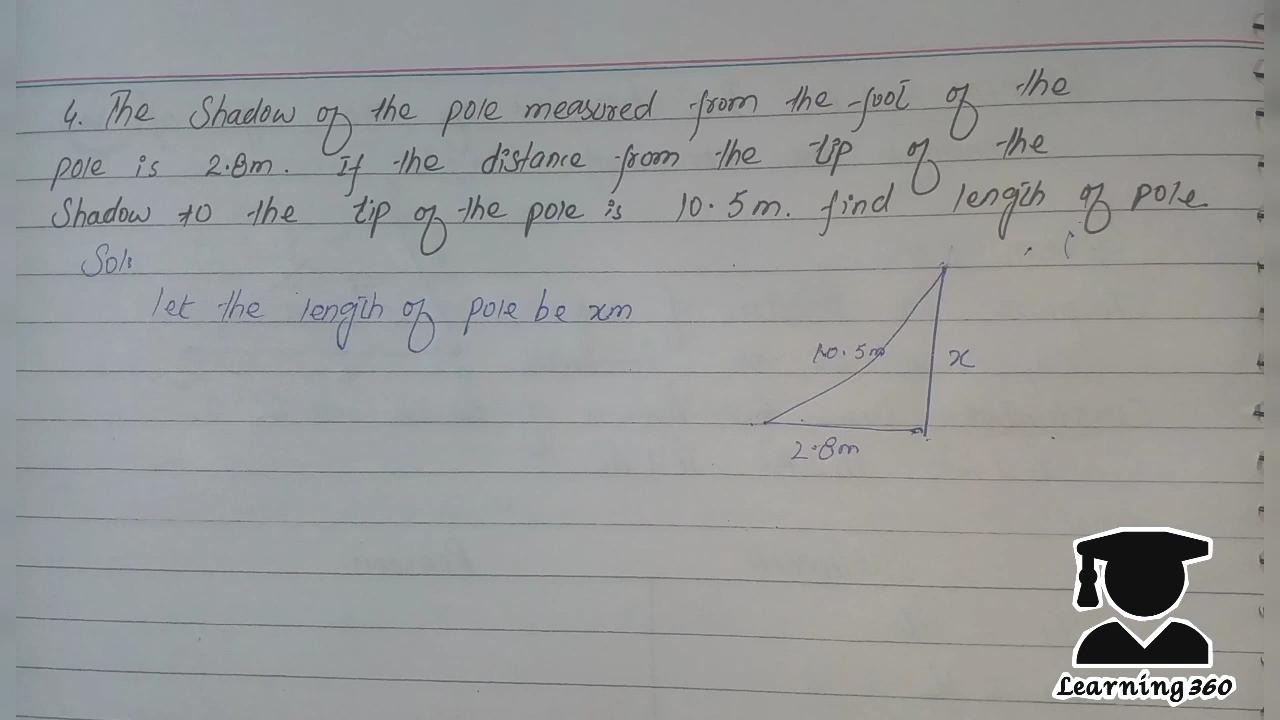 4. The Shadow of the pole measured from the foot of the
pole is 2.8m. If the distance from the tip of the
Shadow to the tip of the pole is 10.5m. find length of pole.
Sol:
let the length of pole be xm
10.5m
x
2.8m
Learning 360